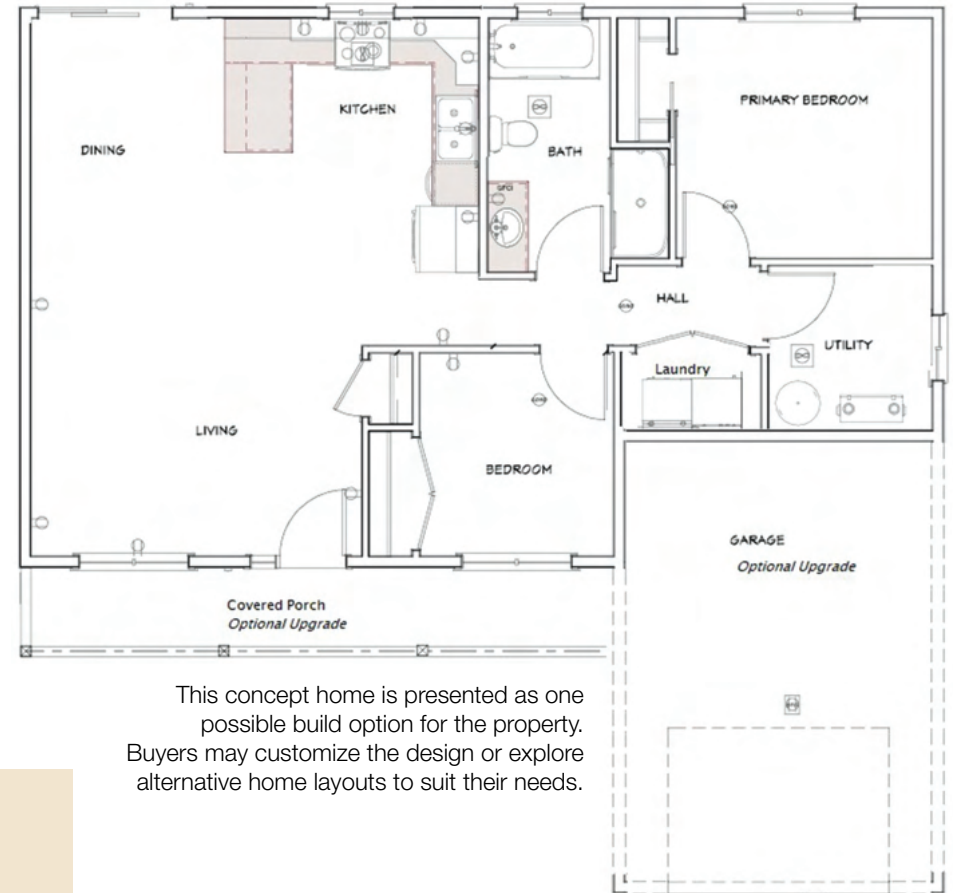 KITCHEN
DINING
BATH
GFCI
PRIMARY BEDROOM
HALL
UTILITY
Laundry
LIVING
BEDROOM
GARAGE
Optional Upgrade
Covered Porch
Optional Upgrade
This concept home is presented as one
possible build option for the property.
Buyers may customize the design or explore
alternative home layouts to suit their needs.